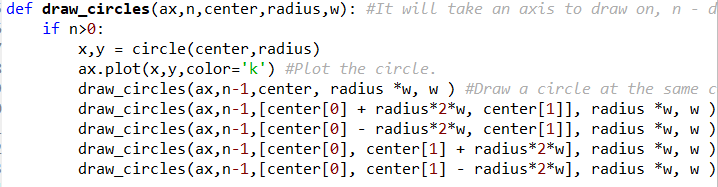 def draw_circles(ax,n,center,radius,w): #It will take an axis to draw on, n - d
    if n>0:
        x,y = circle(center,radius)
        ax.plot(x,y,color='k') #Plot the circle.
        draw_circles(ax,n-1,center, radius *w, w ) #Draw a circle at the same c
        draw_circles(ax,n-1,[center[0] + radius*2*w, center[1]], radius *w, w )
        draw_circles(ax,n-1,[center[0] - radius*2*w, center[1]], radius *w, w )
        draw_circles(ax,n-1,[center[0], center[1] + radius*2*w], radius *w, w )
        draw_circles(ax,n-1,[center[0], center[1] - radius*2*w], radius *w, w )